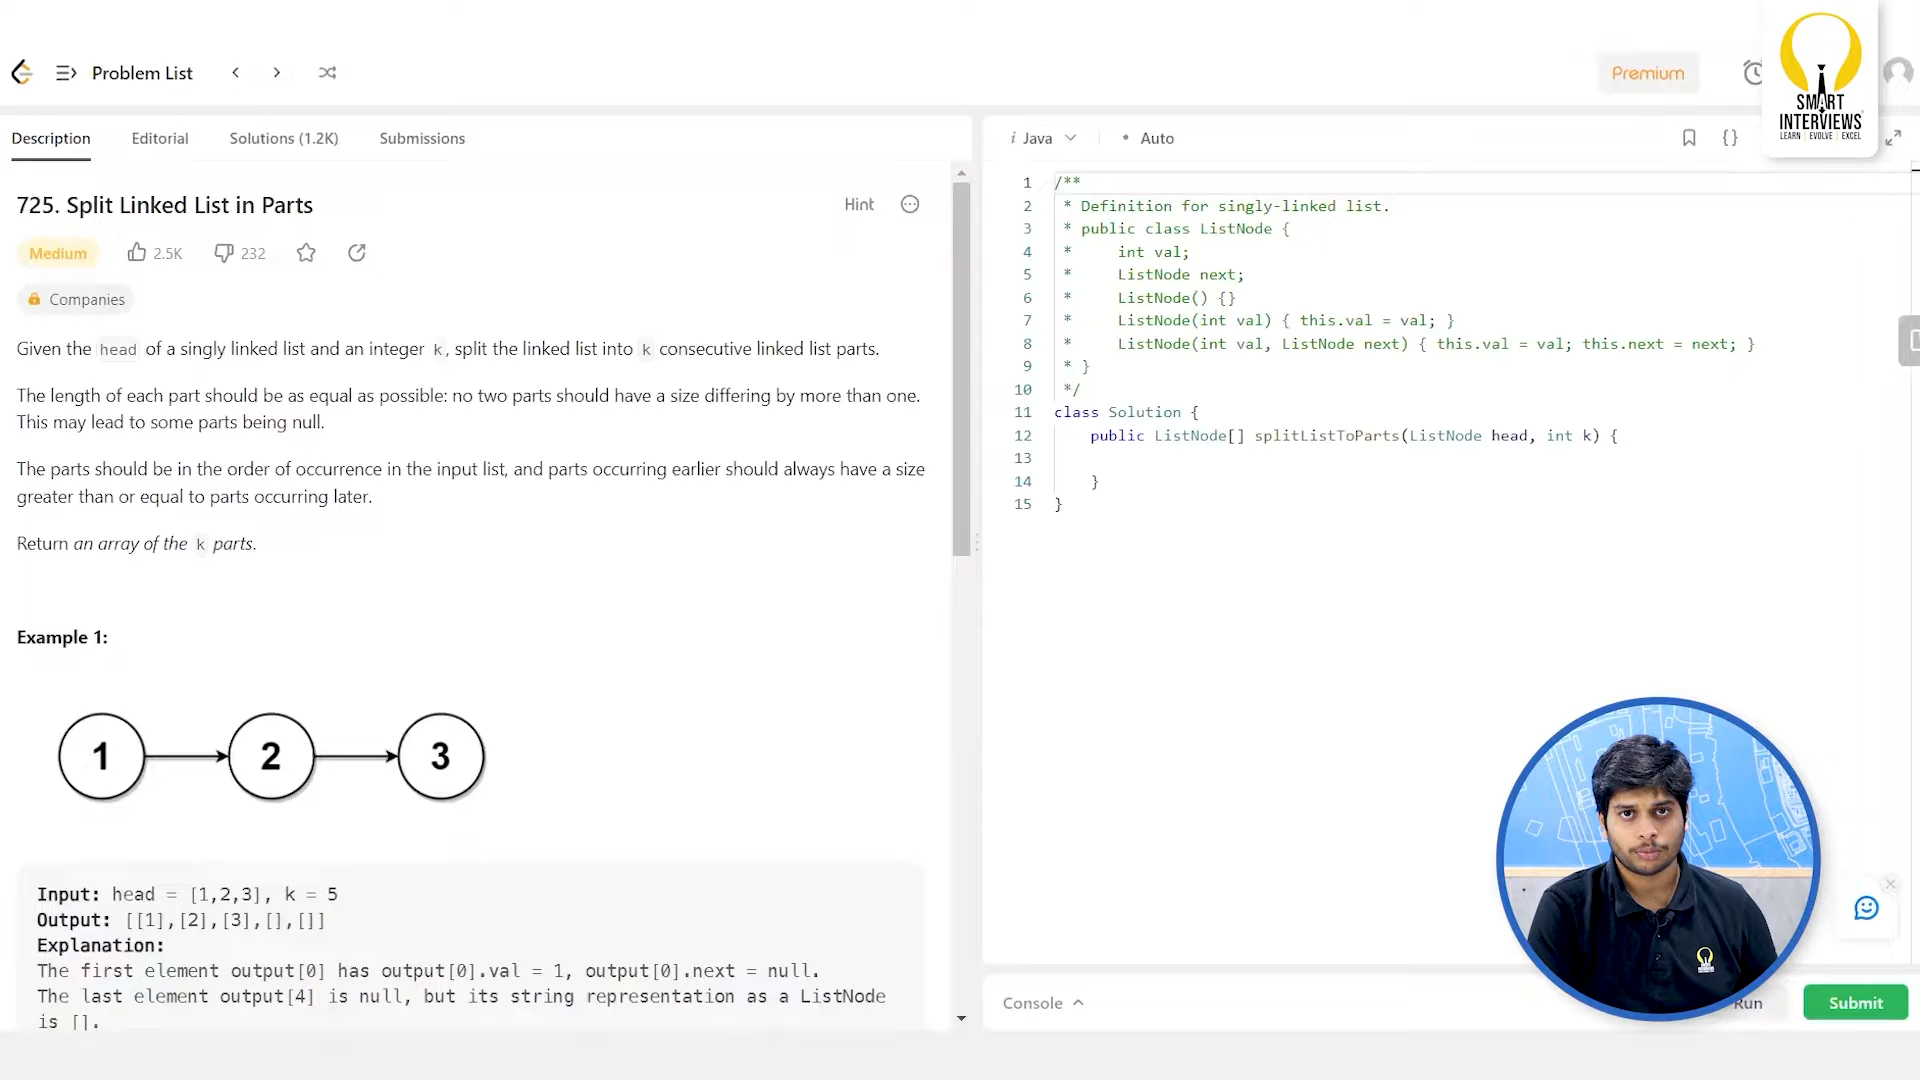 Problem List
Premium
SMART
INTERVIEWS
LEARN | EVOLVE | EXCEL
Description Editorial Solutions (1.2K) Submissions
725. Split Linked List in Parts
Hint
Medium 2.5K 232
Companies
Given the head of a singly linked list and an integer k, split the linked list into k consecutive linked list parts.
The length of each part should be as equal as possible: no two parts should have a size differing by more than one.
This may lead to some parts being null.
The parts should be in the order of occurrence in the input list, and parts occurring earlier should always have a size
greater than or equal to parts occurring later.
Return an array of the k parts.
Example 1:
1 2 3
Input: head = [1,2,3], k = 5
Output: [[1],[2],[3],[],[]]
Explanation:
The first element output[0] has output[0].val = 1, output[0].next = null.
The last element output[4] is null, but its string representation as a ListNode
is [].
i Java • Auto
{}
1 /**
2 * Definition for singly-linked list.
3 * public class ListNode {
4 * int val;
5 * ListNode next;
6 * ListNode() {}
7 * ListNode(int val) { this.val = val; }
8 * ListNode(int val, ListNode next) { this.val = val; this.next = next; }
9 * }
10 */
11 class Solution {
12 public ListNode[] splitListToParts(ListNode head, int k) {
13
14 }
15 }
Console
Run
Submit